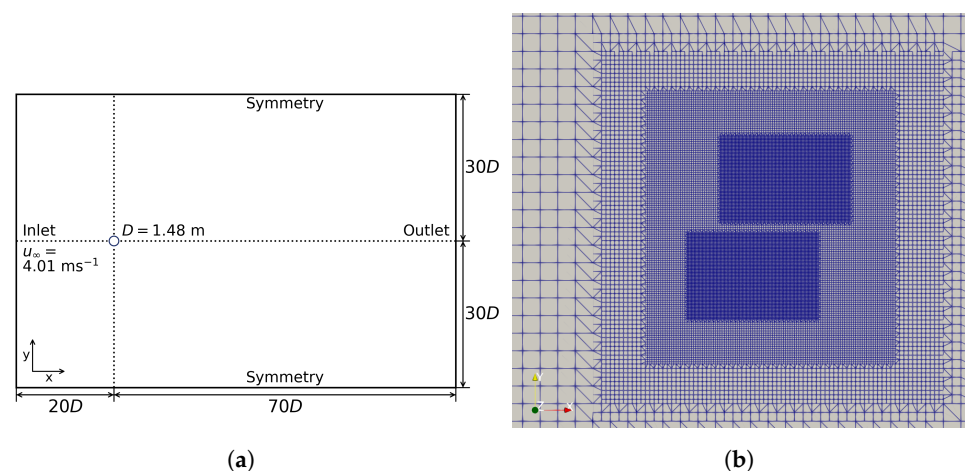 Symmetry
30D
Inlet
D = 1.48 m
Outlet
u∞ =
4.01 ms⁻¹
30D
y
x
Symmetry
20D
70D
Y
Z
X
(a)
(b)